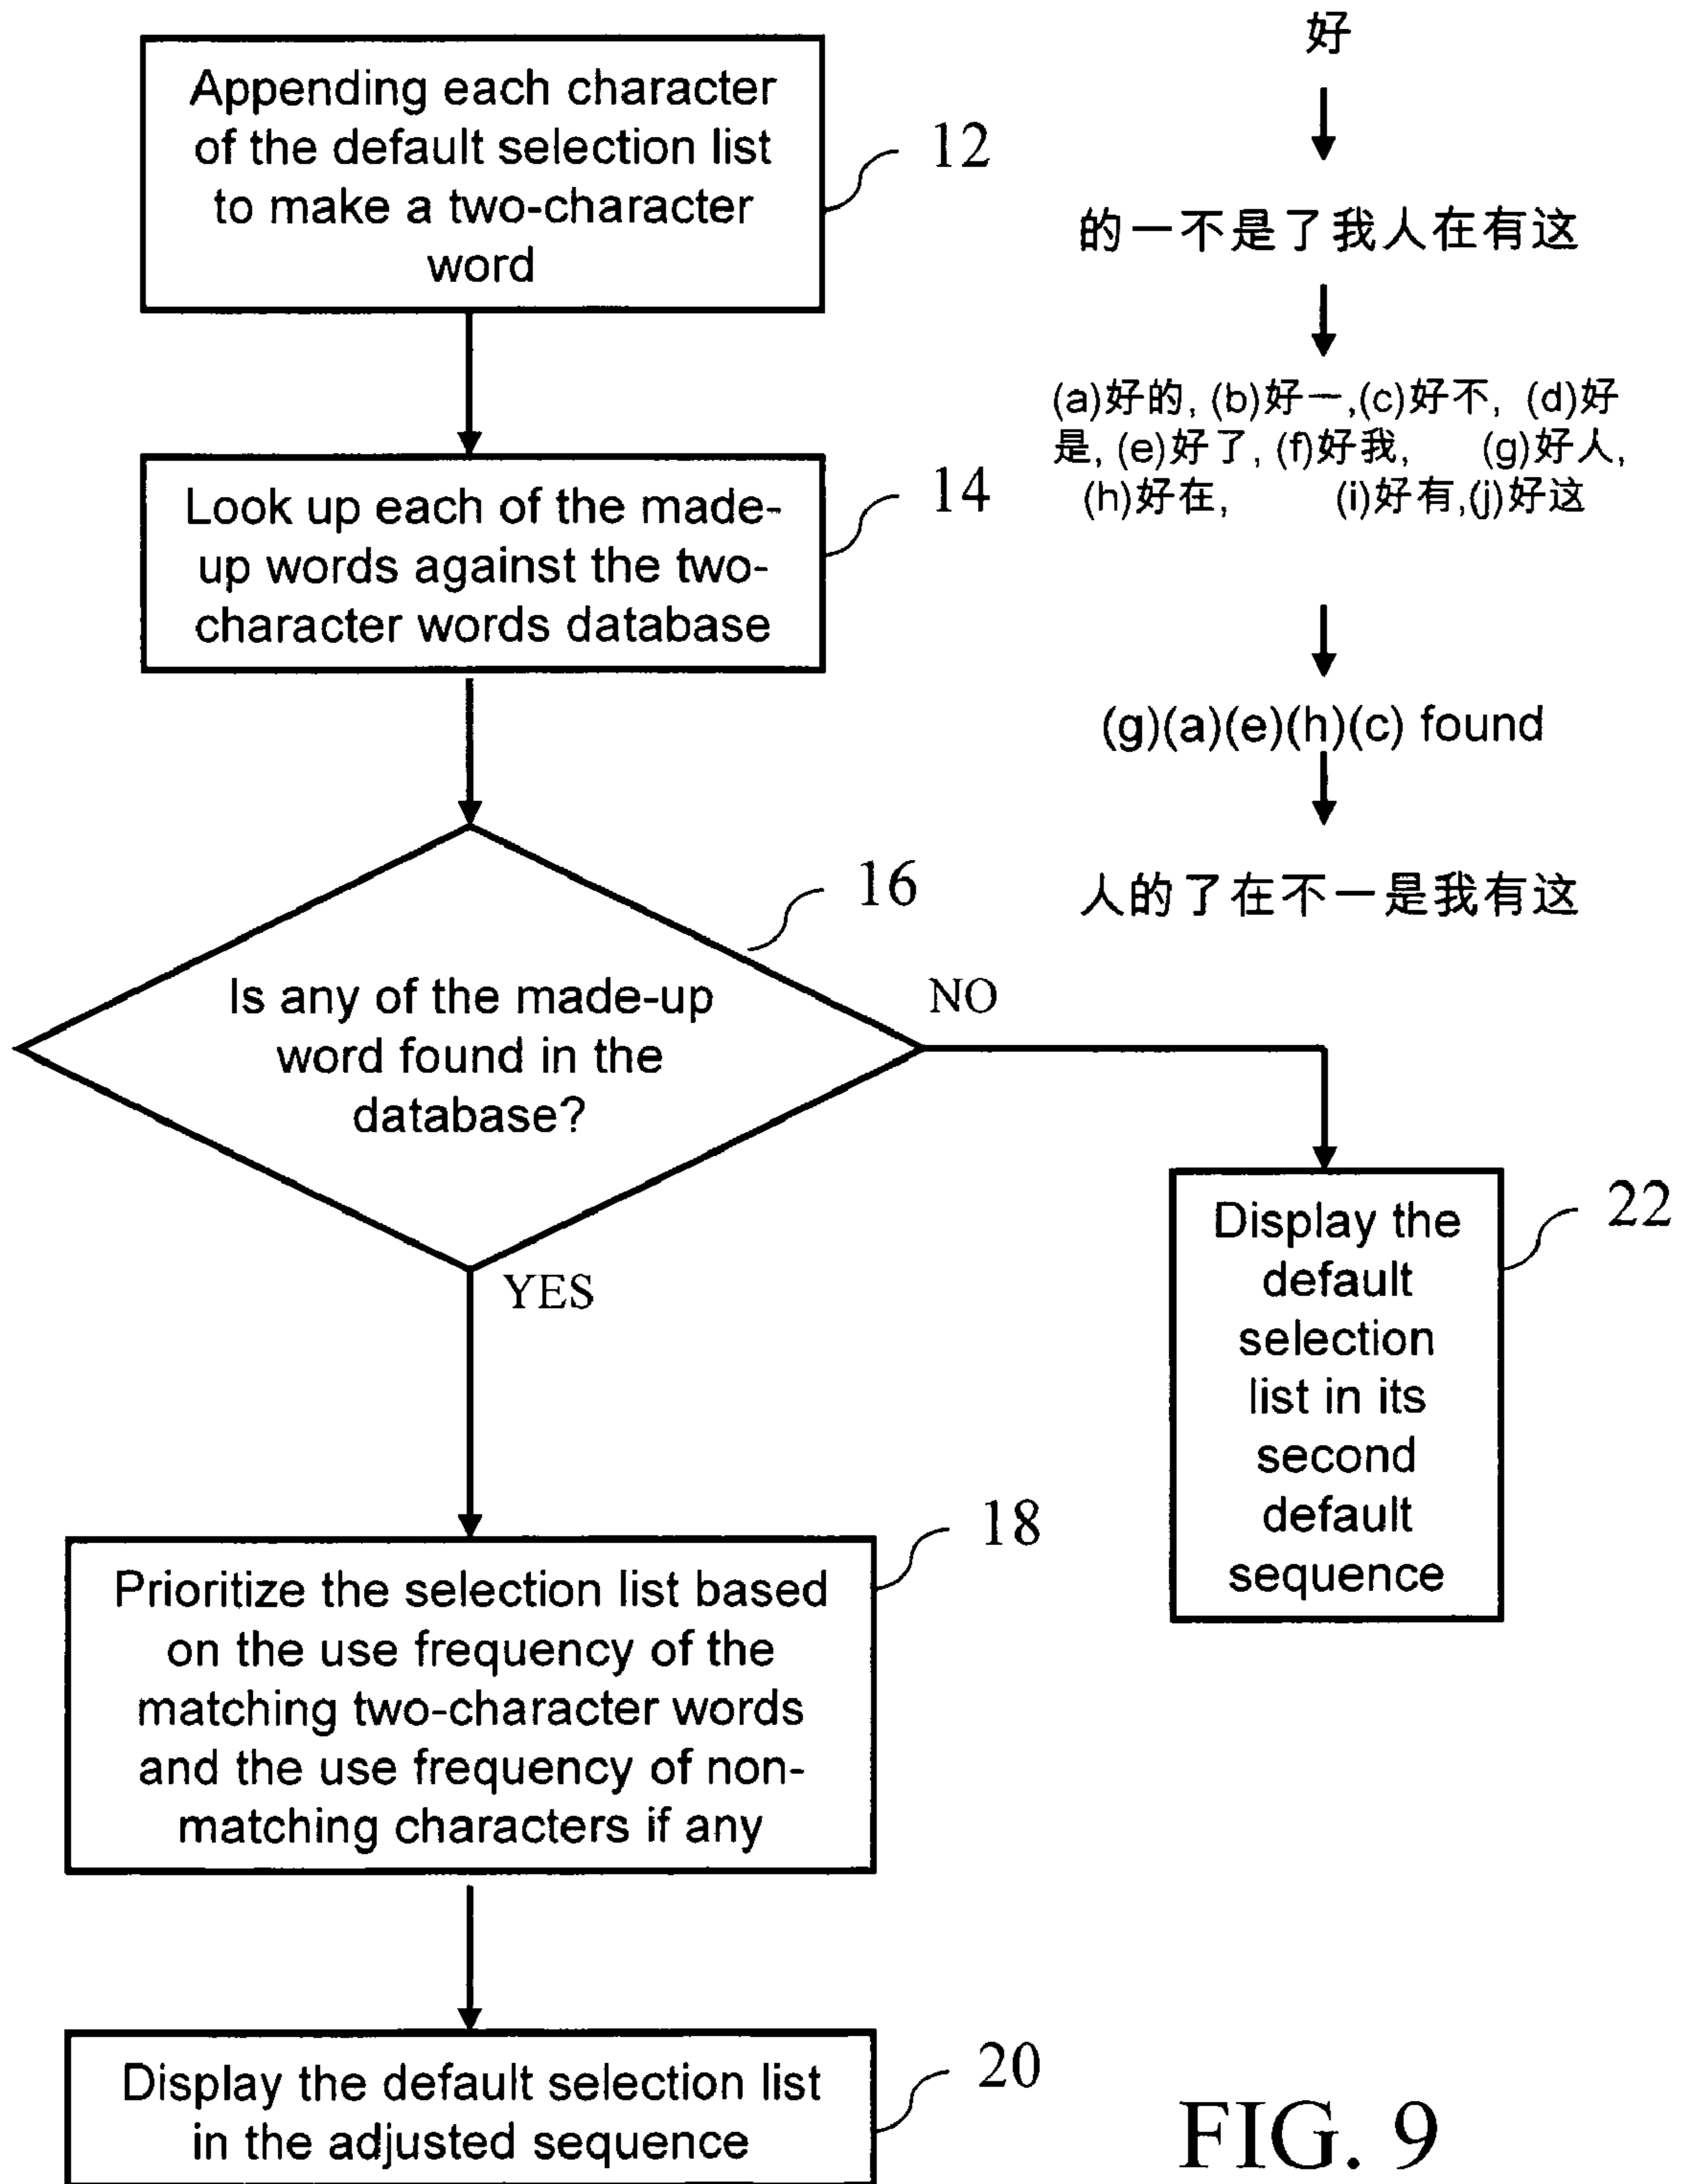 Appending each character
of the default selection list
to make a two-character
word
12
Look up each of the made-
up words against the two-
character words database
14
Is any of the made-up
word found in the
database?
16
NO
YES
Display the
default
selection
list in its
second
default
sequence
22
Prioritize the selection list based
on the use frequency of the
matching two-character words
and the use frequency of non-
matching characters if any
18
Display the default selection list
in the adjusted sequence
20
好
的一不是了我人在有这
(a)好的, (b)好一,(c)好不, (d)好
是, (e)好了, (f)好我, (g)好人,
(h)好在, (i)好有,(j)好这
(g)(a)(e)(h)(c) found
人的了在不一是我有这
FIG. 9